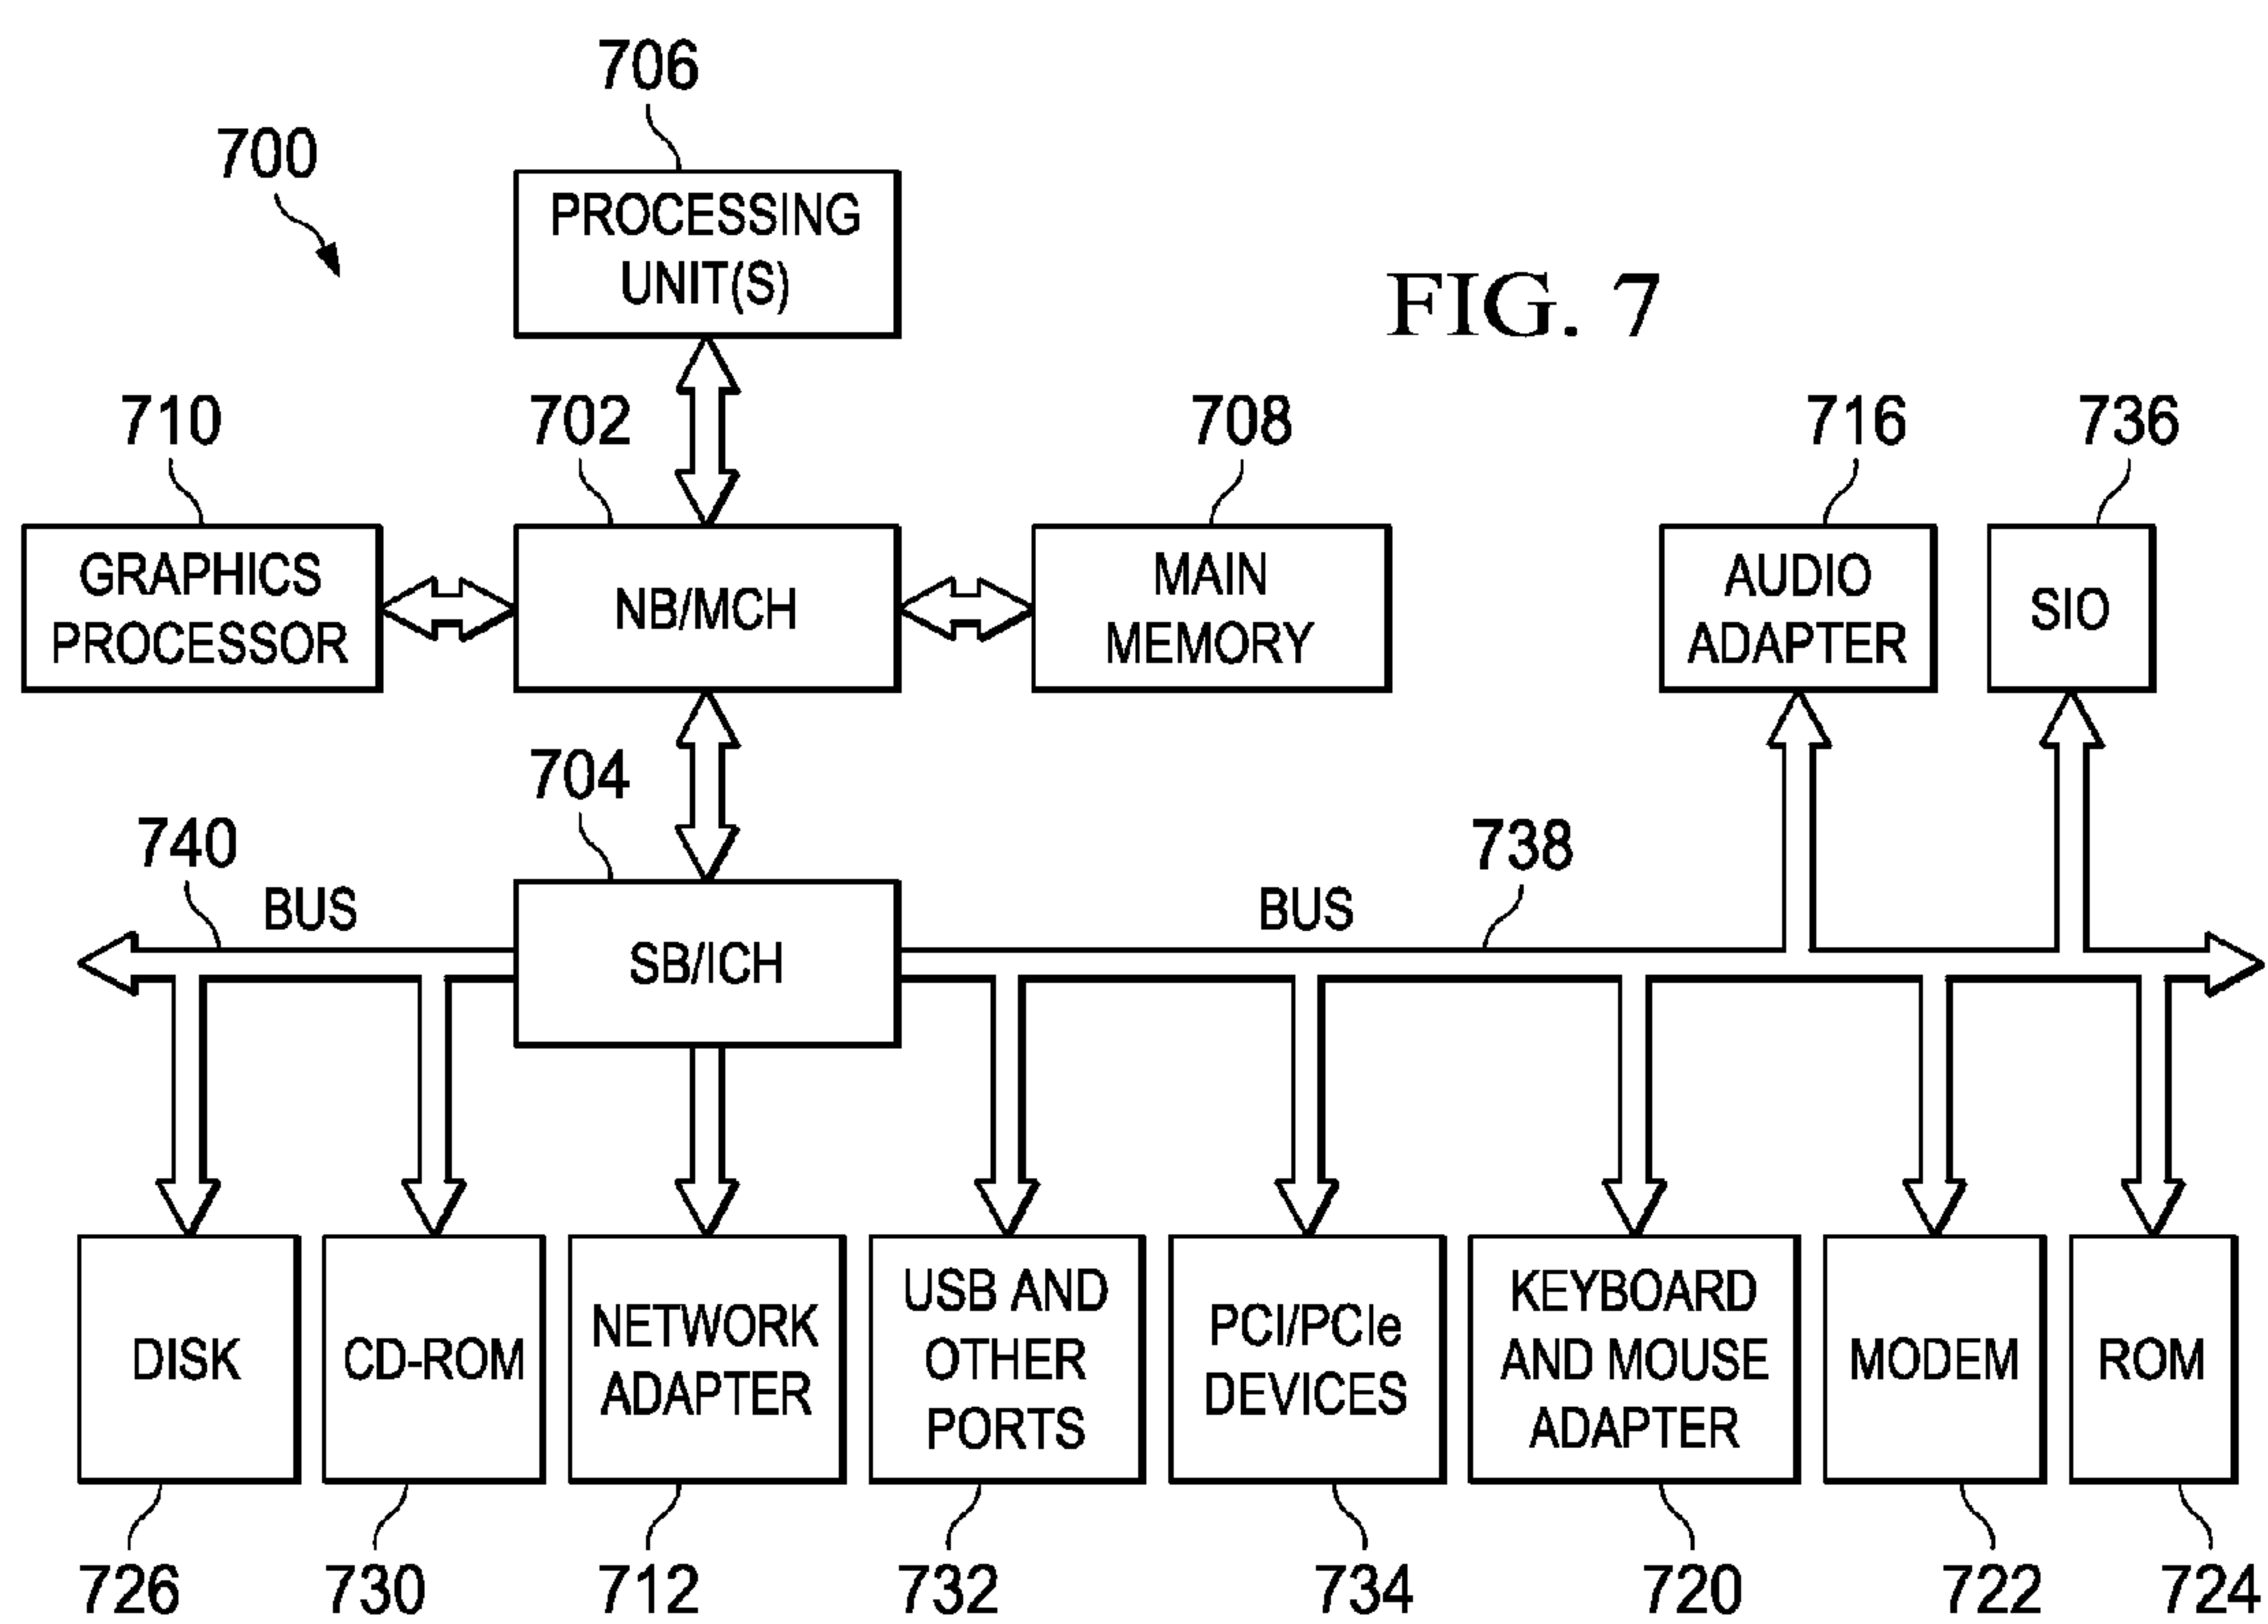 706
700
PROCESSING
UNIT(S)
FIG. 7
710
702
708
716
736
GRAPHICS
PROCESSOR
NB/MCH
MAIN
MEMORY
AUDIO
ADAPTER
SIO
704
740
BUS
738
BUS
SB/ICH
DISK
CD-ROM
NETWORK
ADAPTER
USB AND
OTHER
PORTS
PCI/PCIe
DEVICES
KEYBOARD
AND MOUSE
ADAPTER
MODEM
ROM
726
730
712
732
734
720
722
724